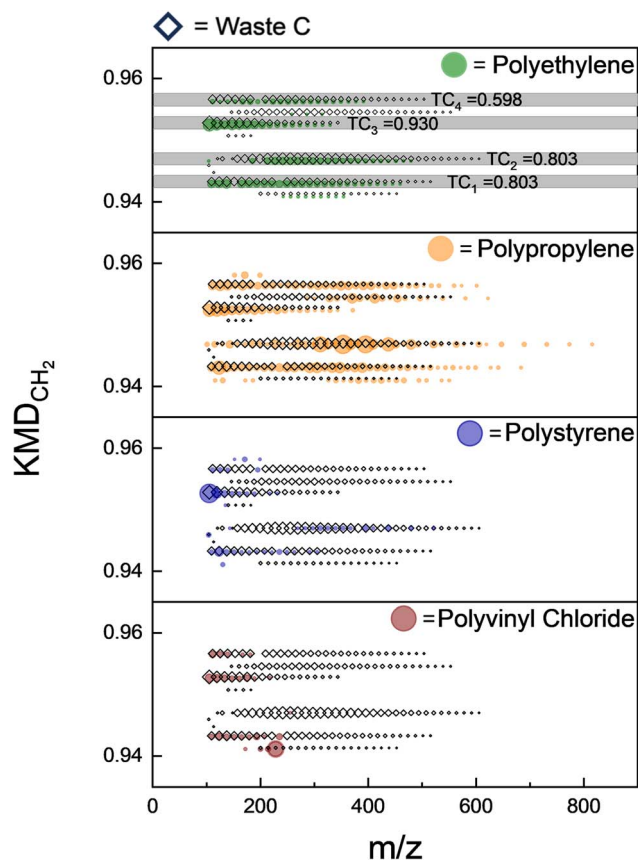 = Waste C
= Polyethylene
0.96
TC4 =0.598
TC3 =0.930
TC2 =0.803
TC1 =0.803
0.94
= Polypropylene
0.96
0.94
KMD CH2
= Polystyrene
0.96
0.94
= Polyvinyl Chloride
0.96
0.94
0 200 400 600 800
m/z